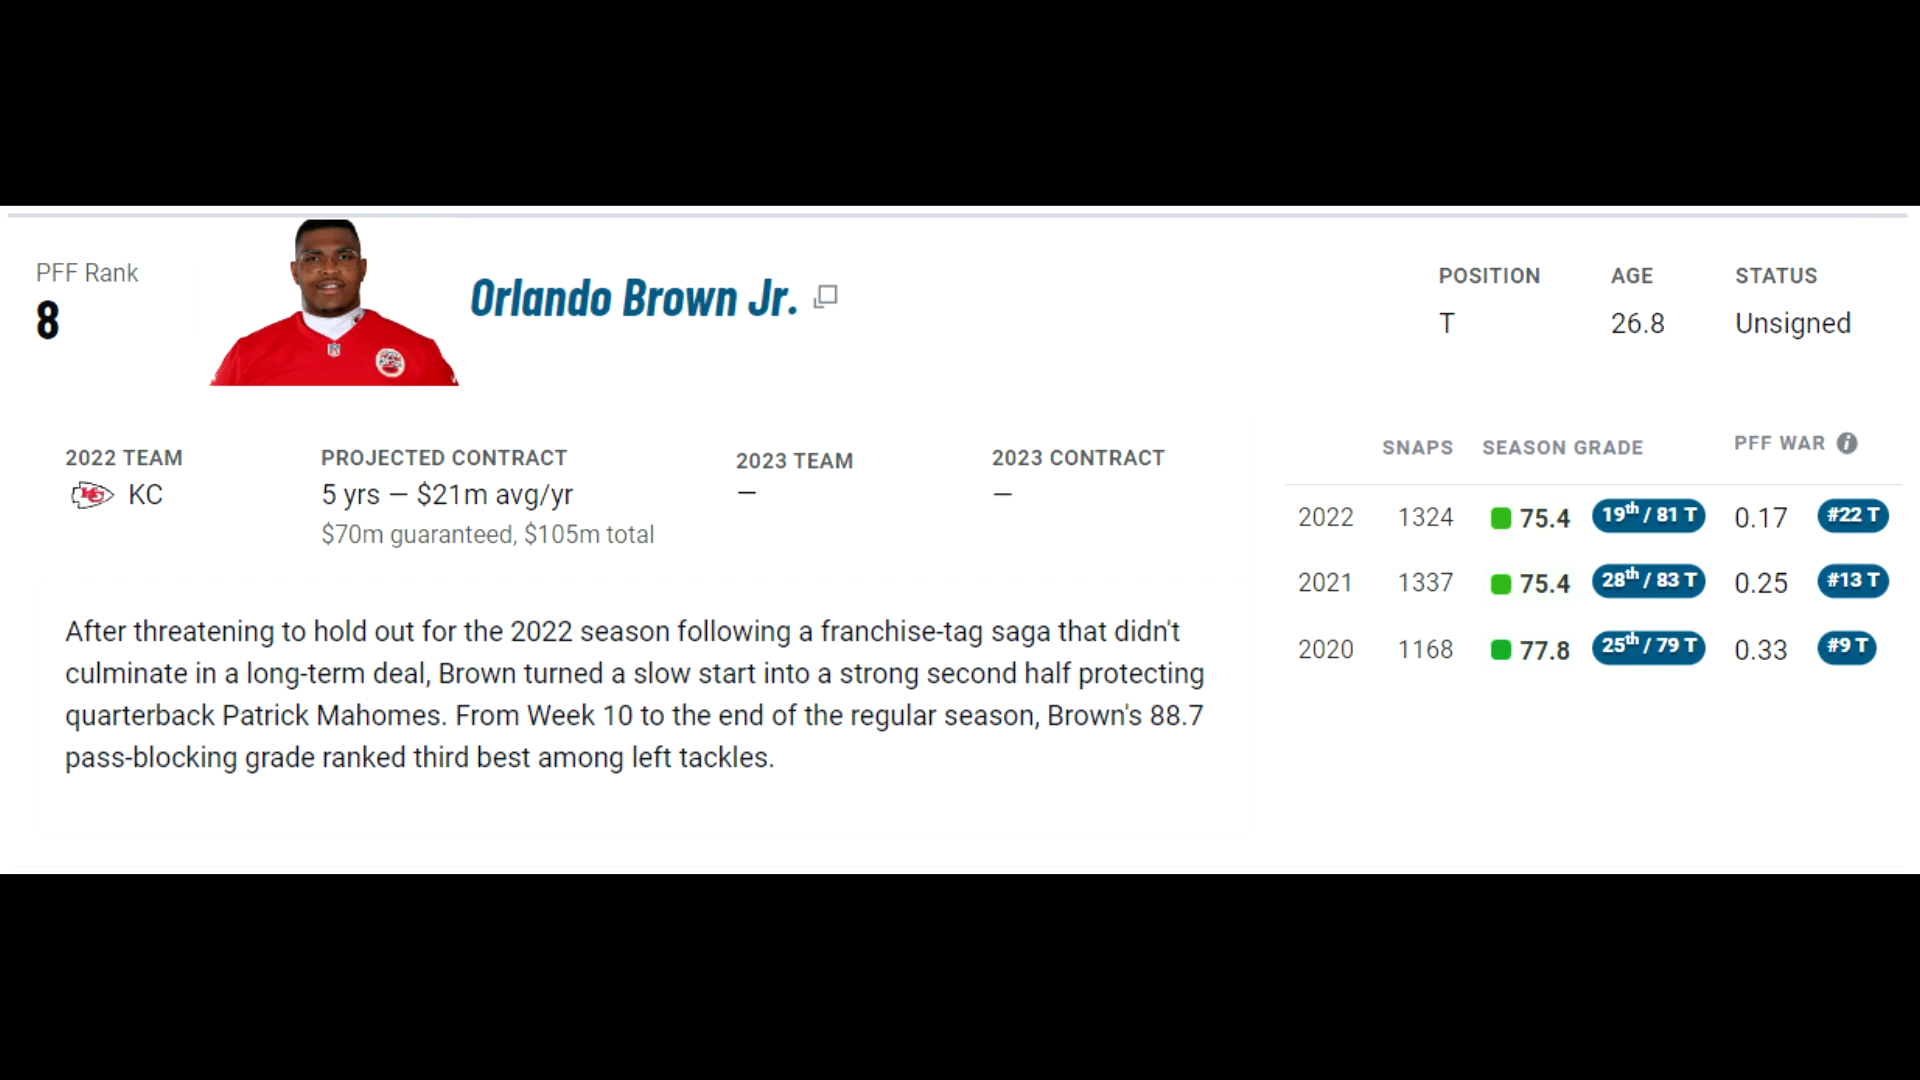 PFF Rank
8
Orlando Brown Jr.
POSITION AGE STATUS
T 26.8 Unsigned
2022 TEAM PROJECTED CONTRACT 2023 TEAM 2023 CONTRACT
KC 5 yrs — $21m avg/yr — —
$70m guaranteed, $105m total
After threatening to hold out for the 2022 season following a franchise-tag saga that didn't
culminate in a long-term deal, Brown turned a slow start into a strong second half protecting
quarterback Patrick Mahomes. From Week 10 to the end of the regular season, Brown's 88.7
pass-blocking grade ranked third best among left tackles.
SNAPS SEASON GRADE PFF WAR i
2022 1324 75.4 19th / 81 T 0.17 #22 T
2021 1337 75.4 28th / 83 T 0.25 #13 T
2020 1168 77.8 25th / 79 T 0.33 #9 T